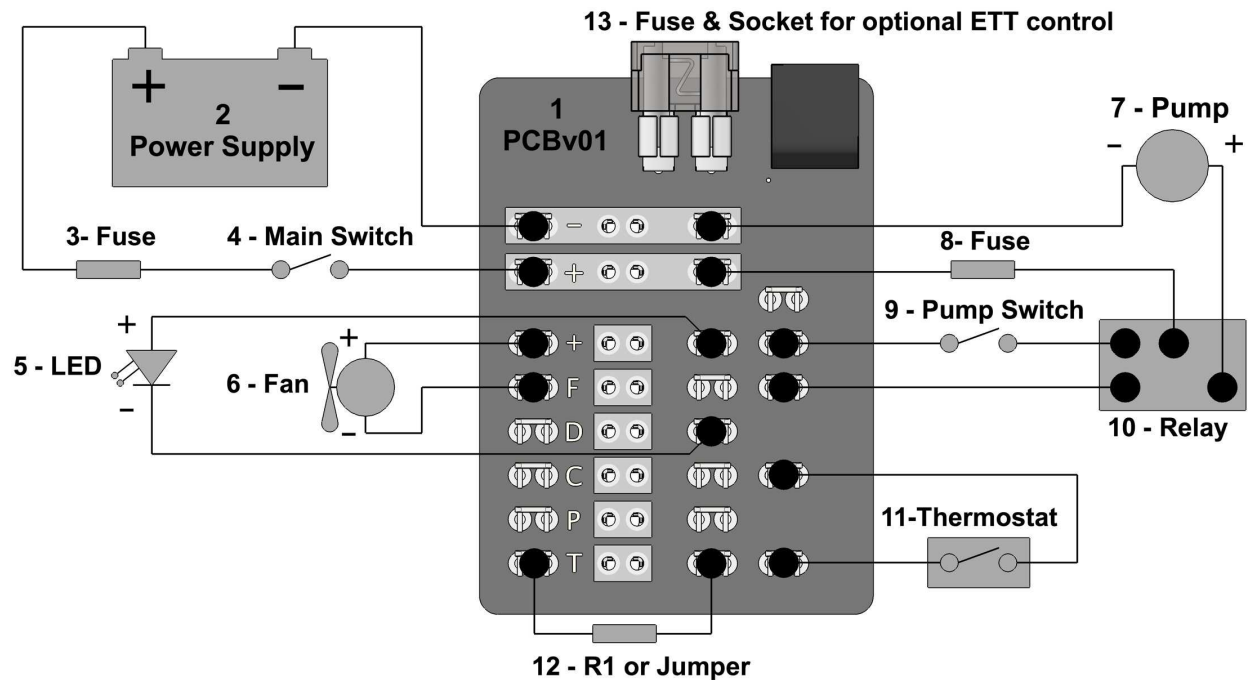 13 - Fuse & Socket for optional ETT control
+
-
2
Power Supply
1
PCBv01
7 - Pump
-
+
3- Fuse
4 - Main Switch
-
+
8- Fuse
9 - Pump Switch
+
5 - LED
-
6 - Fan
+
-
+
F
D
C
P
T
10 - Relay
11-Thermostat
12 - R1 or Jumper